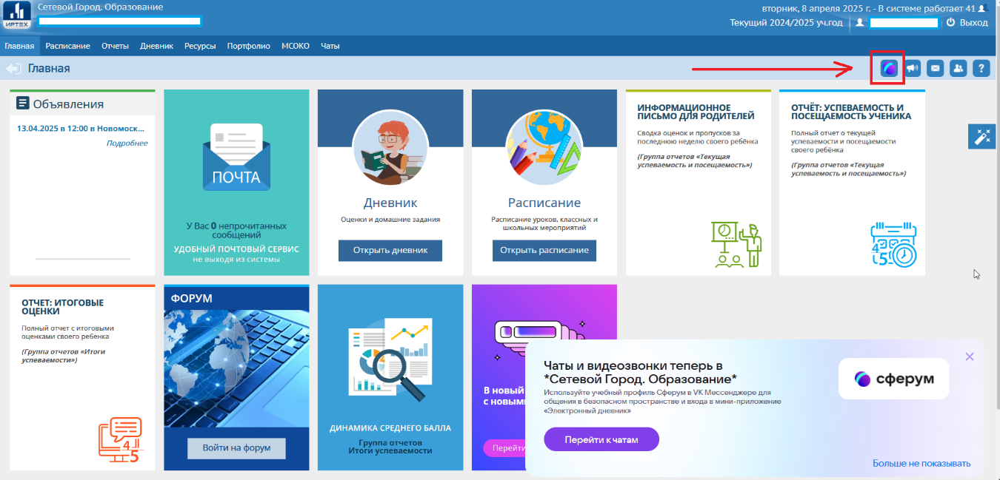 Сетевой Город. Образование
ИРТЕХ
вторник, 8 апреля 2025 г. - В системе работает 41
Текущий 2024/2025 уч.год
Выход
Главная
Расписание
Отчеты
Дневник
Ресурсы
Портфолио
МСОКО
Чаты
Главная
?
Объявления
13.04.2025 в 12:00 в Новомоск...
Подробнее
ПОЧТА
У Вас 0 непрочитанных
сообщений
УДОБНЫЙ ПОЧТОВЫЙ СЕРВИС
не выходя из системы
Дневник
Оценки и домашние задания
Открыть дневник
Расписание
Расписание уроков, классных и
школьных мероприятий
Открыть расписание
ИНФОРМАЦИОННОЕ
ПИСЬМО ДЛЯ РОДИТЕЛЕЙ
Сводка оценок и пропусков за
последнюю неделю своего ребёнка
(Группа отчетов «Текущая
успеваемость и посещаемость»)
ОТЧЁТ: УСПЕВАЕМОСТЬ И
ПОСЕЩАЕМОСТЬ УЧЕНИКА
Полный отчет о текущей
успеваемости и посещаемости
своего ребёнка
(Группа отчетов «Текущая
успеваемость и посещаемость»)
4
5
ОТЧЕТ: ИТОГОВЫЕ
ОЦЕНКИ
Полный отчет с итоговыми
оценками своего ребенка
(Группа отчетов «Итоги
успеваемости»)
4
5
ФОРУМ
Войти на форум
ДИНАМИКА СРЕДНЕГО БАЛЛА
Группа отчетов
Итоги успеваемости
В новый
с новыми
Перейти
Чаты и видеозвонки теперь в
*Сетевой Город. Образование*
Используйте учебный профиль Сферум в VK Мессенджере для
общения в безопасном пространстве и входа в мини-приложение
«Электронный дневник»
Перейти к чатам
сферум
Больше не показывать